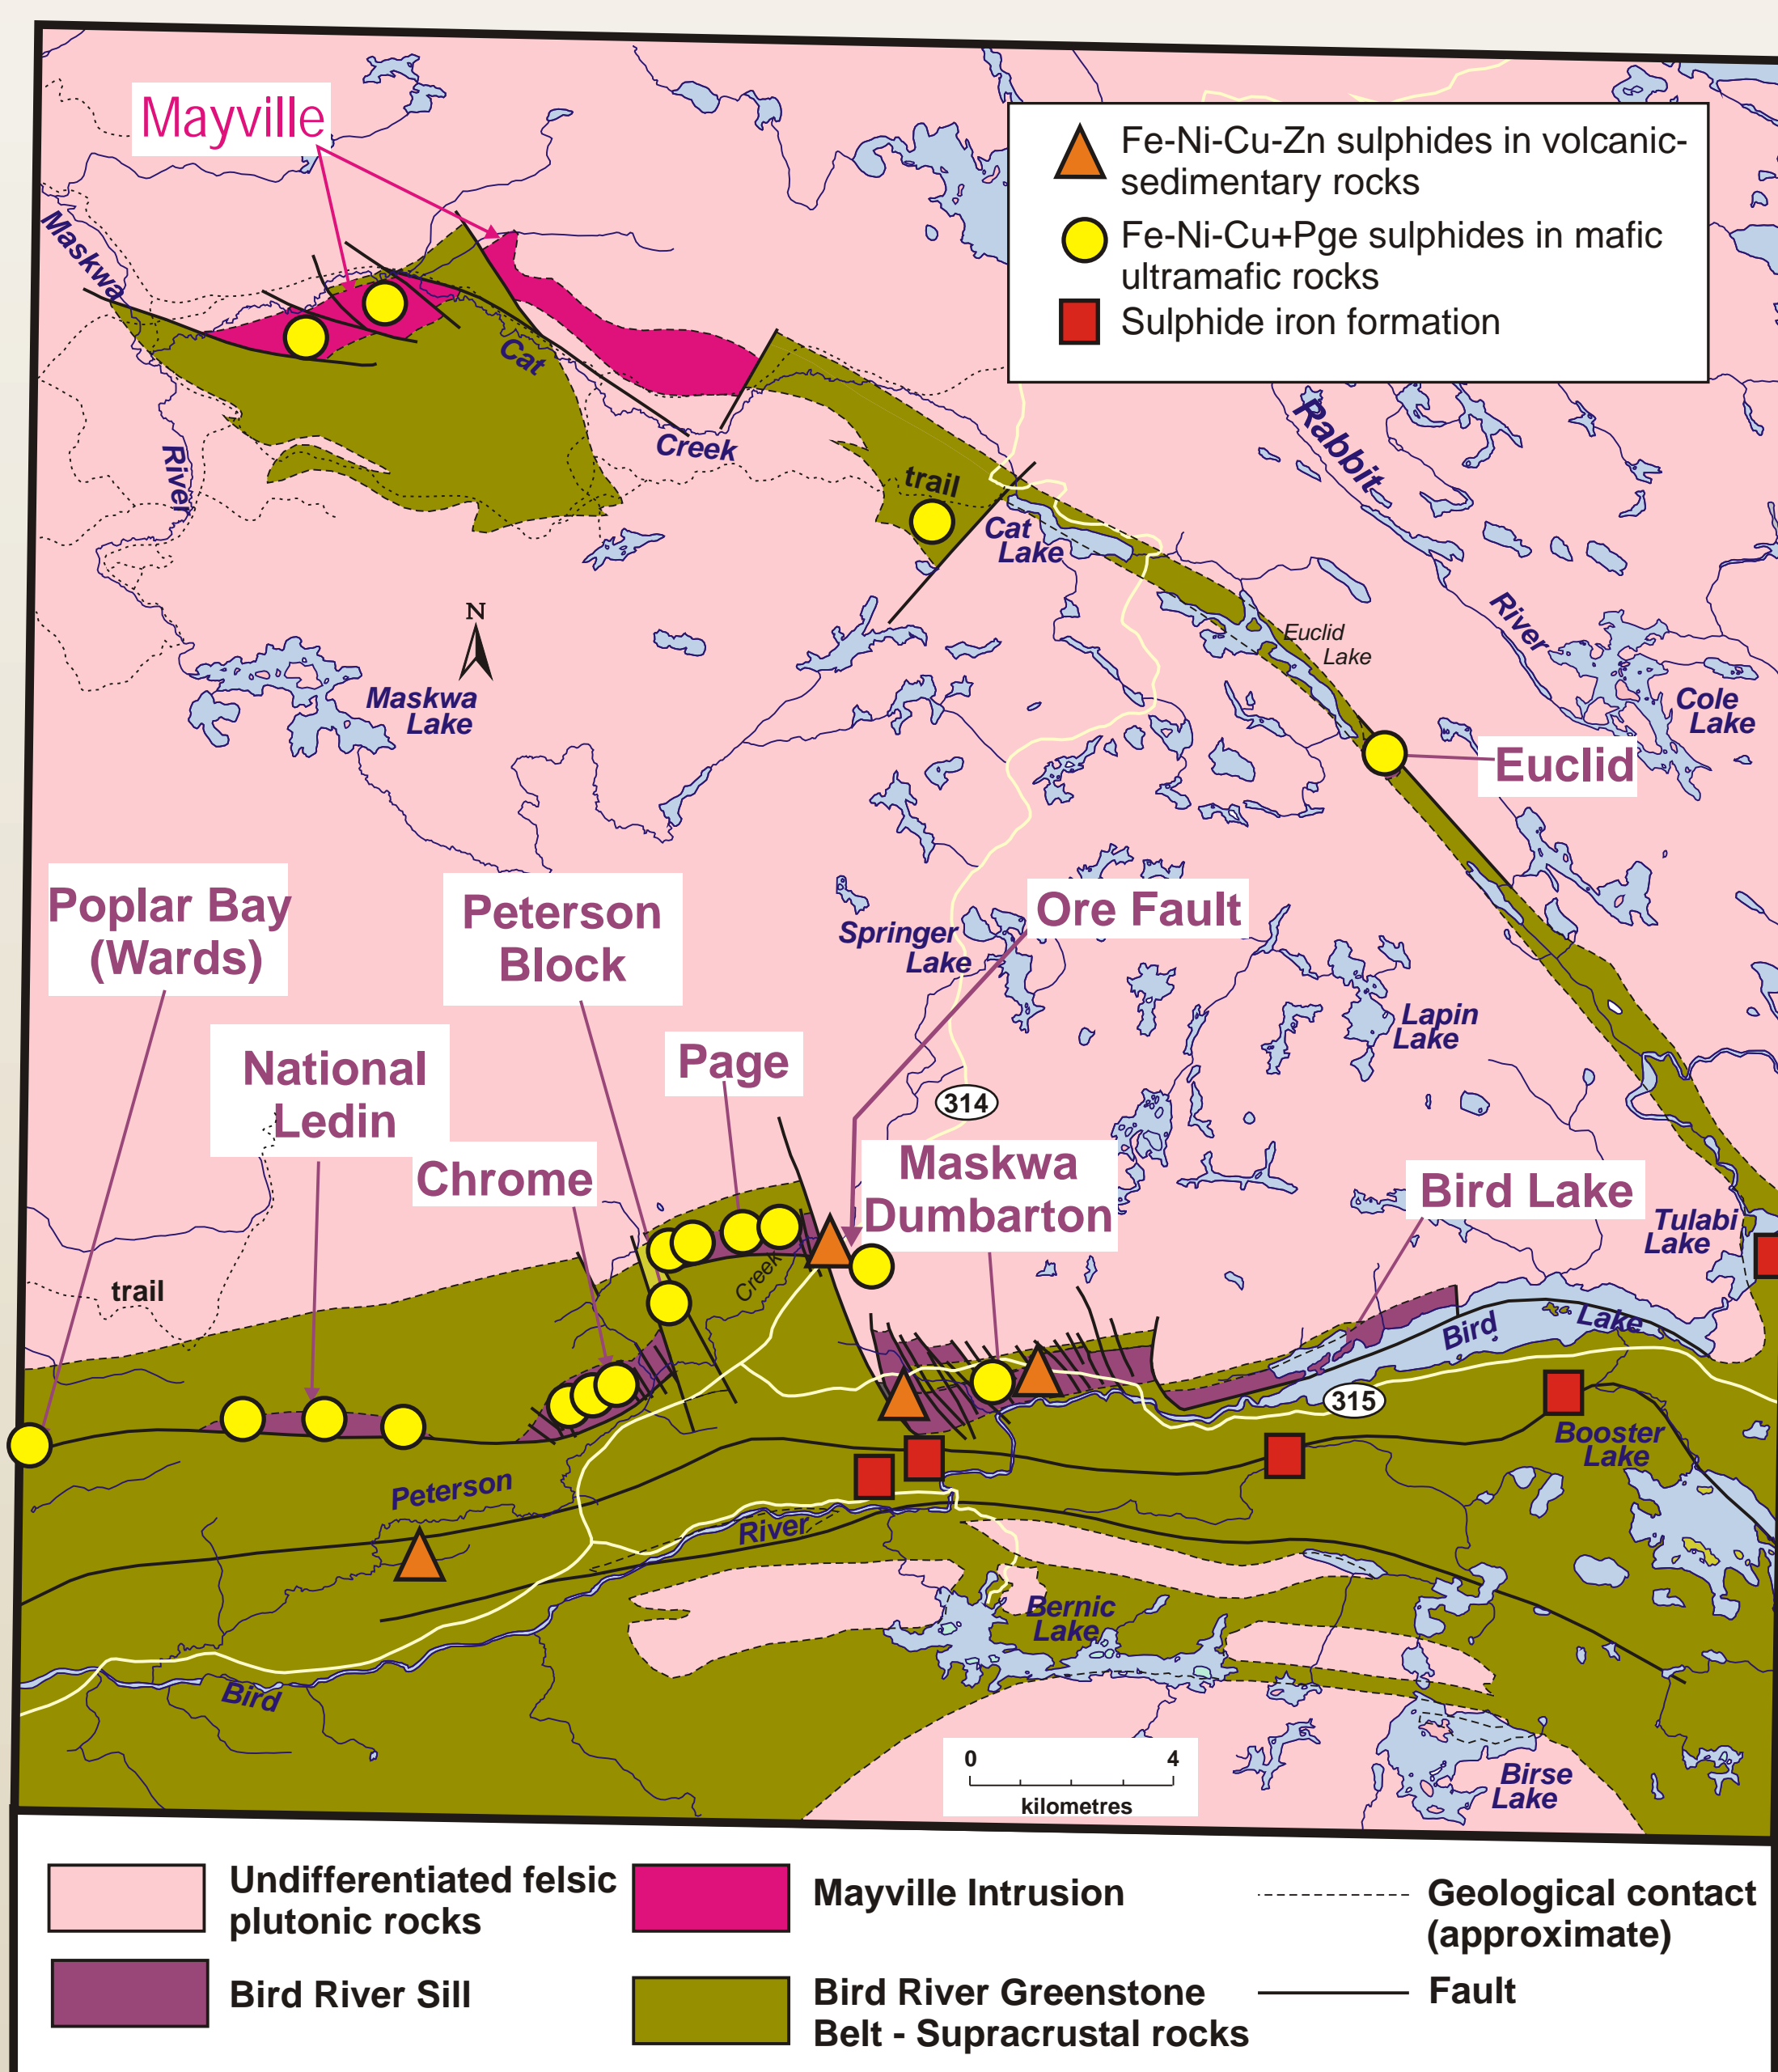 Mayville
Fe-Ni-Cu-Zn sulphides in volcanic-
sedimentary rocks
Fe-Ni-Cu+Pge sulphides in mafic
ultramafic rocks
Sulphide iron formation
Maskwa
River
Cat
Creek
trail
Cat
Lake
Rabbit
River
Euclid
Lake
Cole
Lake
N
Maskwa
Lake
Euclid
Poplar Bay
(Wards)
Peterson
Block
Ore Fault
Springer
Lake
Lapin
Lake
National
Ledin
Page
314
Chrome
Maskwa
Dumbarton
Bird Lake
Tulabi
Lake
trail
Creek
Bird
Lake
315
Booster
Lake
Peterson
River
Bernic
Lake
Bird
0 4
kilometres
Birse
Lake
Undifferentiated felsic
plutonic rocks
Mayville Intrusion
Geological contact
(approximate)
Bird River Sill
Bird River Greenstone
Belt - Supracrustal rocks
Fault